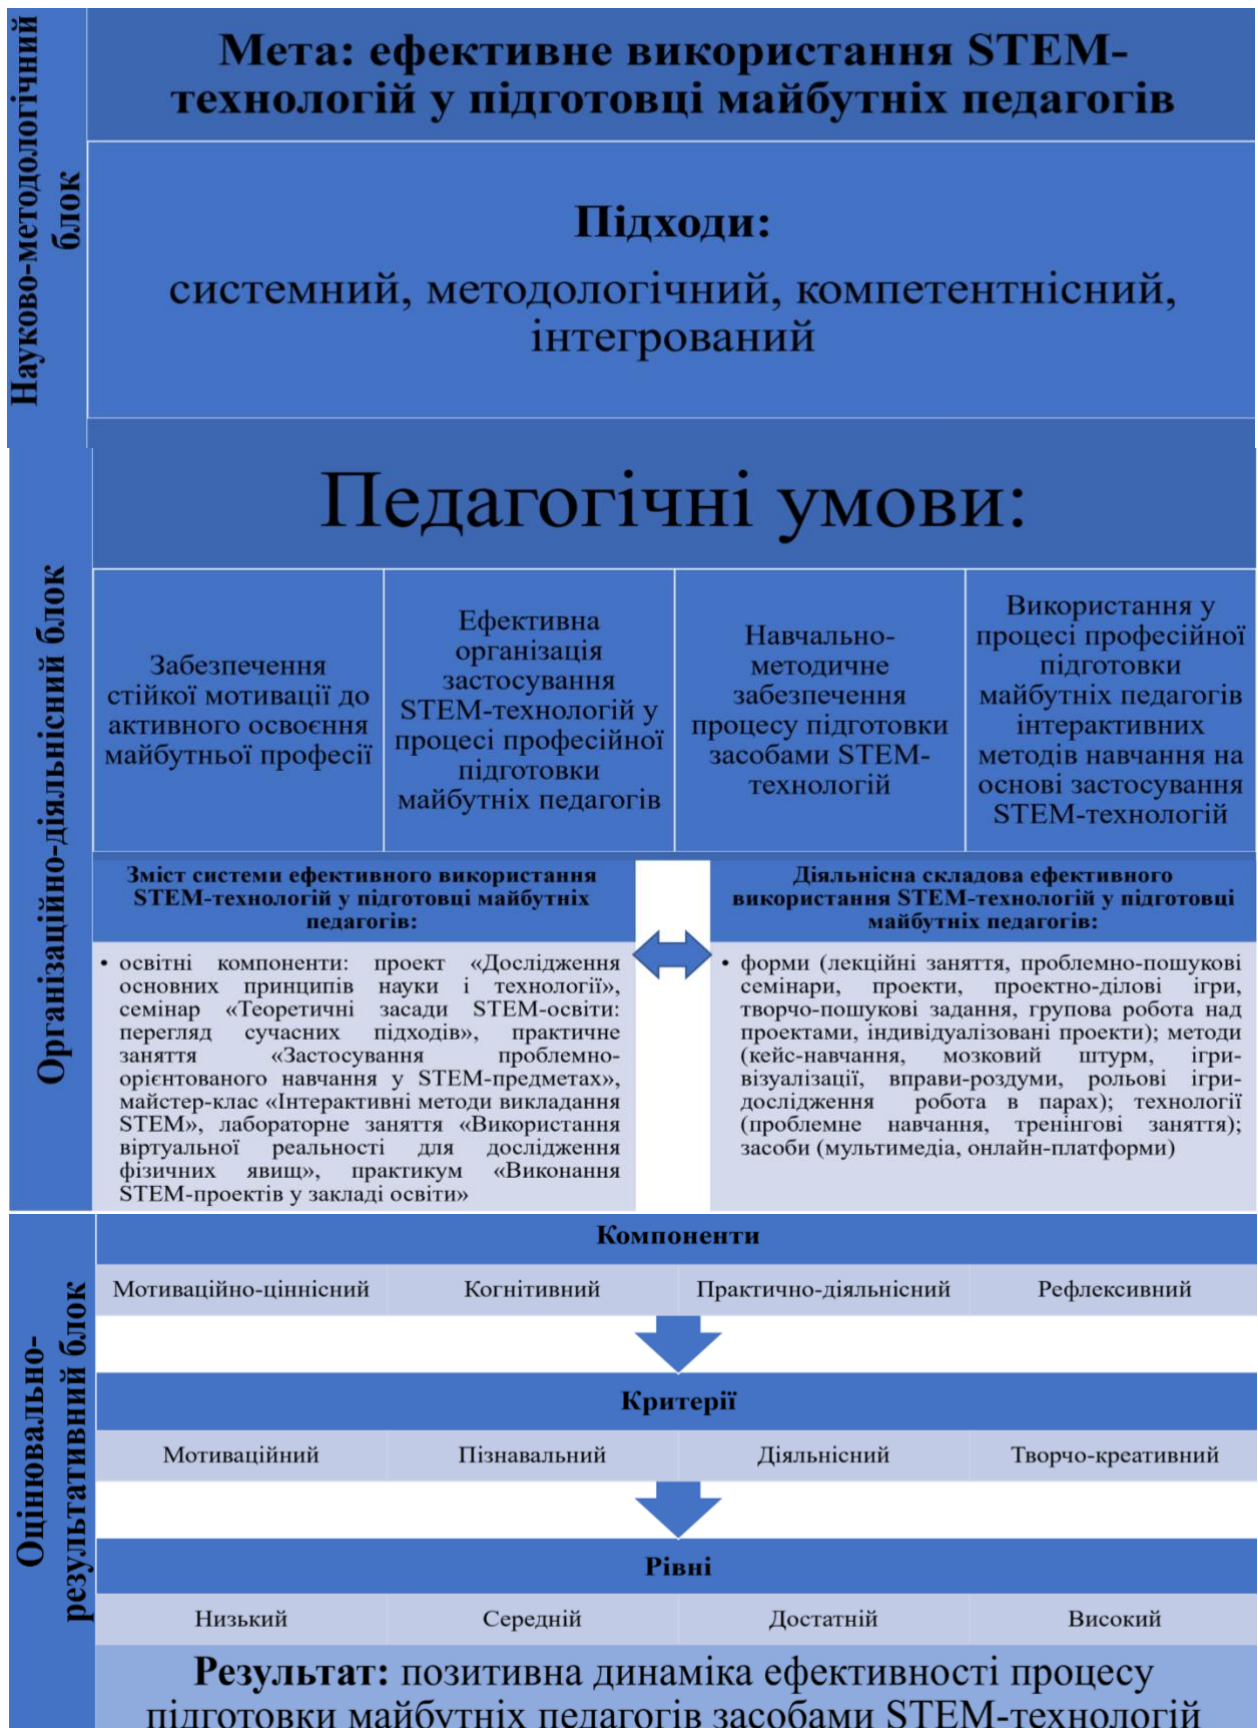 Науково-методологічний
блок
Мета: ефективне використання STEM-
технологій у підготовці майбутніх педагогів
Підходи:
системний, методологічний, компетентнісний,
інтегрований
Організаційно-діяльнісний блок
Педагогічні умови:
Забезпечення
стійкої мотивації до
активного освоєння
майбутньої професії
Ефективна
організація
застосування
STEM-технологій у
процесі професійної
підготовки
майбутніх педагогів
Навчально-
методичне
забезпечення
процесу підготовки
засобами STEM-
технологій
Використання у
процесі професійної
підготовки
майбутніх педагогів
інтерактивних
методів навчання на
основі застосування
STEM-технологій
Зміст системи ефективного використання
STEM-технологій у підготовці майбутніх
педагогів:
• освітні компоненти: проект «Дослідження
основних принципів науки і технології»,
семінар «Теоретичні засади STEM-освіти:
перегляд сучасних підходів», практичне
заняття «Застосування проблемно-
орієнтованого навчання у STEM-предметах»,
майстер-клас «Інтерактивні методи викладання
STEM», лабораторне заняття «Використання
віртуальної реальності для дослідження
фізичних явищ», практикум «Виконання
STEM-проектів у закладі освіти»
Діяльнісна складова ефективного
використання STEM-технологій у підготовці
майбутніх педагогів:
• форми (лекційні заняття, проблемно-пошукові
семінари, проекти, проектно-ділові ігри,
творчо-пошукові задання, групова робота над
проектами, індивідуалізовані проекти); методи
(кейс-навчання, мозковий штурм, ігри-
візуалізації, вправи-роздуми, рольові ігри-
дослідження робота в парах); технології
(проблемне навчання, тренінгові заняття);
засоби (мультимедіа, онлайн-платформи)
Оцінювально-
результативний блок
Компоненти
Мотиваційно-ціннісний Когнітивний Практично-діяльнісний Рефлексивний
Критерії
Мотиваційний Пізнавальний Діяльнісний Творчо-креативний
Рівні
Низький Середній Достатній Високий
Результат: позитивна динаміка ефективності процесу
підготовки майбутніх педагогів засобами STEM-технологій